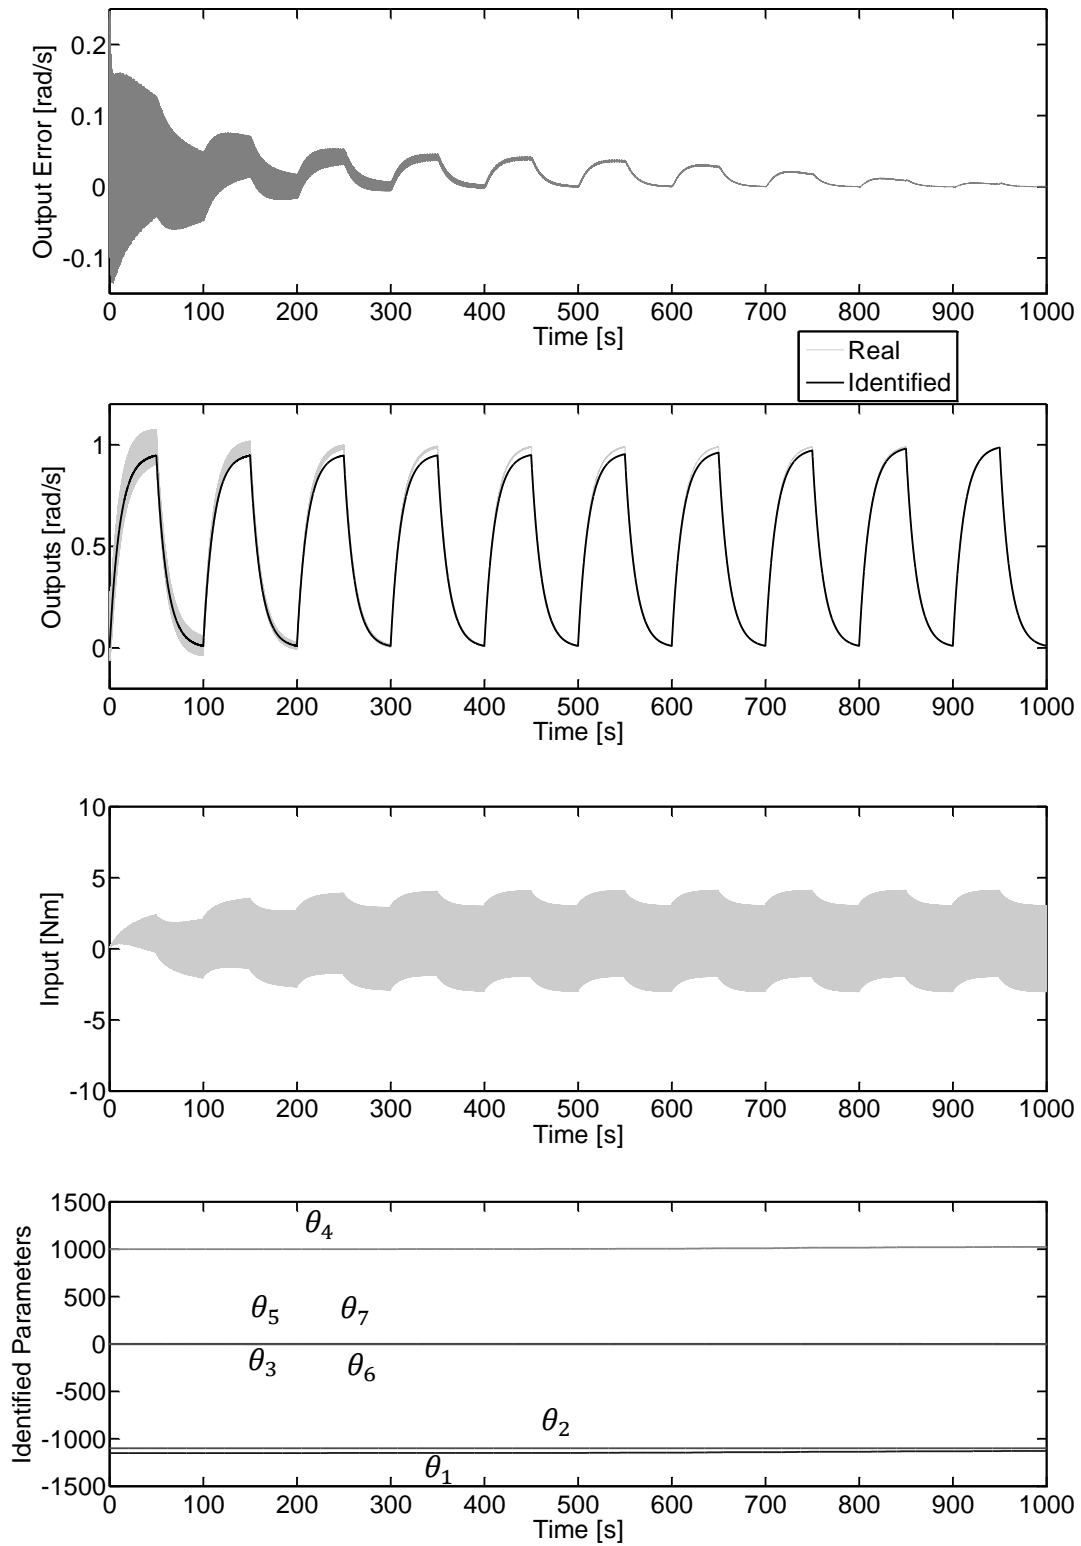 Output Error [rad/s]
0.2
0.1
0
-0.1
0 100 200 300 400 500 600 700 800 900 1000
Time [s]
Real
Identified
Outputs [rad/s]
1
0.5
0
0 100 200 300 400 500 600 700 800 900 1000
Time [s]
Input [Nm]
10
5
0
-5
-10
0 100 200 300 400 500 600 700 800 900 1000
Time [s]
Identified Parameters
1500
1000
500
0
-500
-1000
-1500
θ₄
θ₅ θ₇
θ₃ θ₆
θ₂
θ₁
0 100 200 300 400 500 600 700 800 900 1000
Time [s]